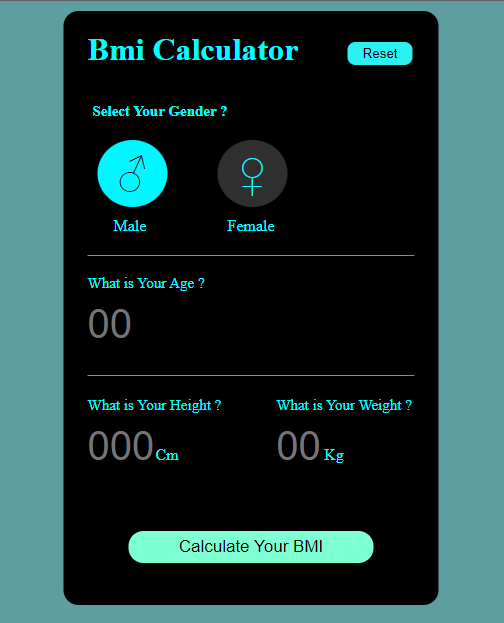 Bmi Calculator Reset
Select Your Gender ?
Male Female
What is Your Age ?
00
What is Your Height ? What is Your Weight ?
000 Cm 00 Kg
Calculate Your BMI